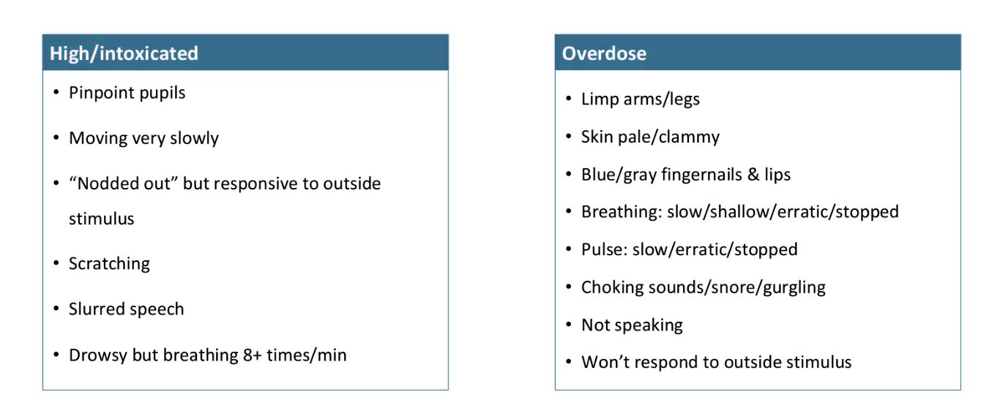 High/intoxicated
• Pinpoint pupils
• Moving very slowly
• “Nodded out” but responsive to outside
stimulus
• Scratching
• Slurred speech
• Drowsy but breathing 8+ times/min
Overdose
• Limp arms/legs
• Skin pale/clammy
• Blue/gray fingernails & lips
• Breathing: slow/shallow/erratic/stopped
• Pulse: slow/erratic/stopped
• Choking sounds/snore/gurgling
• Not speaking
• Won’t respond to outside stimulus